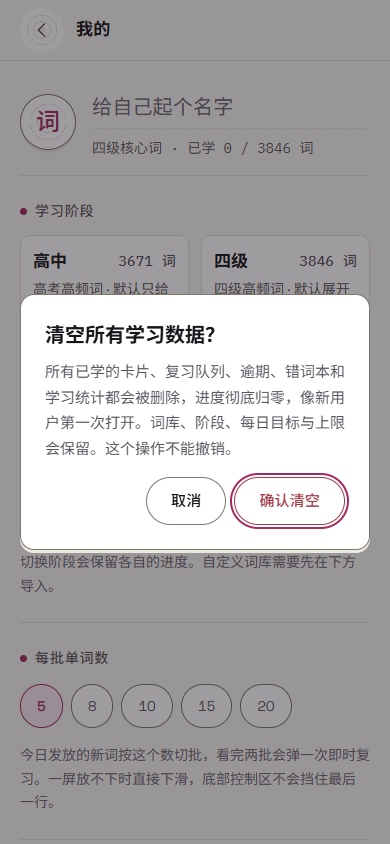 我的
词
给自己起个名字
四级核心词 · 已学 0 / 3846 词
学习阶段
高中 3671 词
四级 3846 词
高考高频词·默认只给
四级高频词·默认展开
清空所有学习数据?
所有已学的卡片、复习队列、逾期、错词本和
学习统计都会被删除，进度彻底归零，像新用
户第一次打开。词库、阶段、每日目标与上限
会保留。这个操作不能撤销。
取消 确认清空
切换阶段会保留各自的进度。自定义词库需要先在下方
导入。
每批单词数
5 8 10 15 20
今日发放的新词按这个数切批，看完两批会弹一次即时复
习。一屏放不下时直接下滑，底部控制区不会挡住最后
一行。